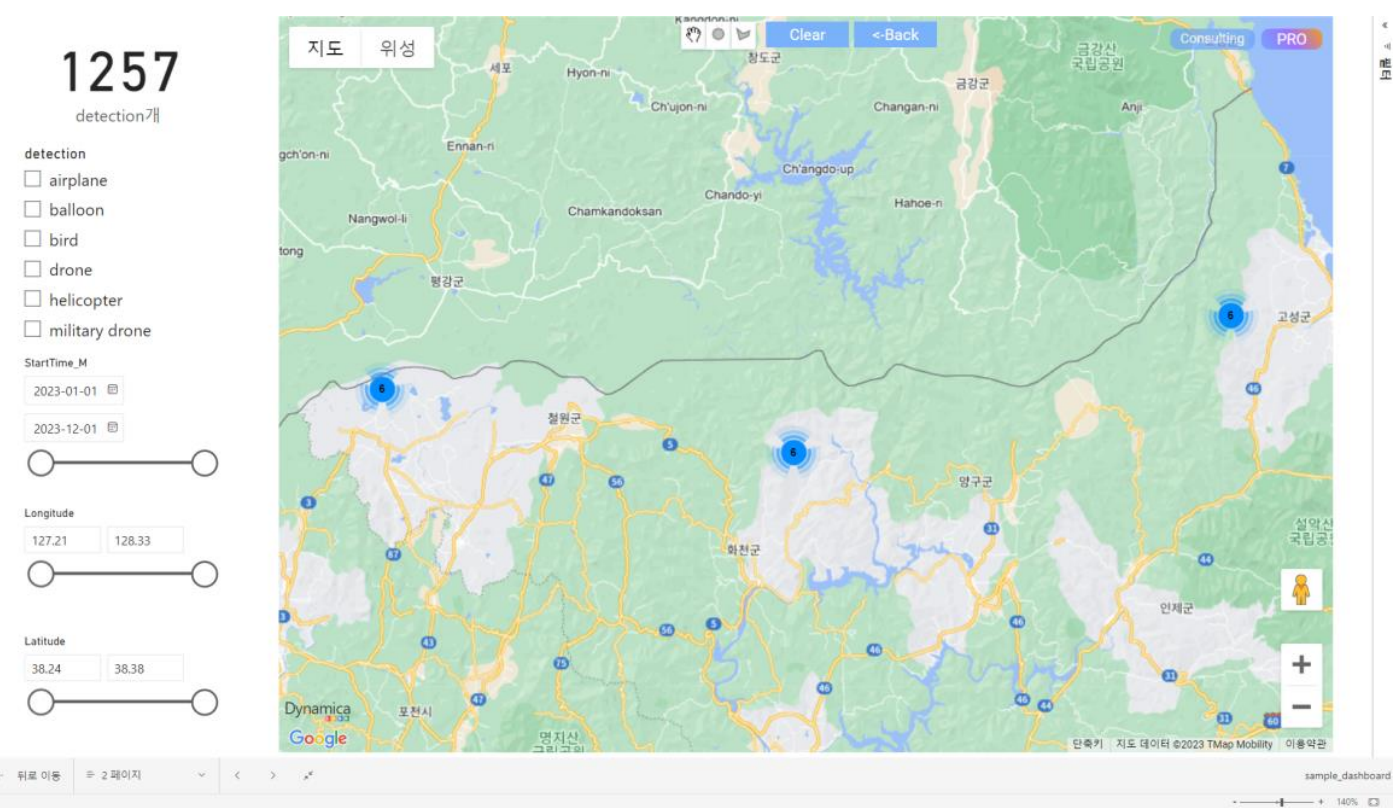 1257
detection개
detection
airplane
balloon
bird
drone
helicopter
military drone
StartTime_M
2023-01-01
2023-12-01
Longitude
127.21 128.33
Latitude
38.24 38.38
지도 위성
Clear <-Back
Consulting PRO
필터
세포
Hyon-ni
창도군
금강산
국립공원
금강군
Ch'ujon-ni
Changan-ni
Anji
gch'on-ni
Ennan-ri
7
Ch'angdo-up
Nangwol-li
Chamkandoksan
Chando-yi
Hahoe-ri
tong
평강군
6
고성군
6
46
철원군
5
6
47
56
양구군
3
31
설악산
국립공원
87
화천군
44
인제군
3
56
5
46
43
75
46
31
47
46
46
44
31
60
포천시
명지산
국립공원
Dynamica
Google
단축키 지도 데이터 ©2023 TMap Mobility 이용약관
뒤로 이동 2 페이지
sample_dashboard
- + 140%